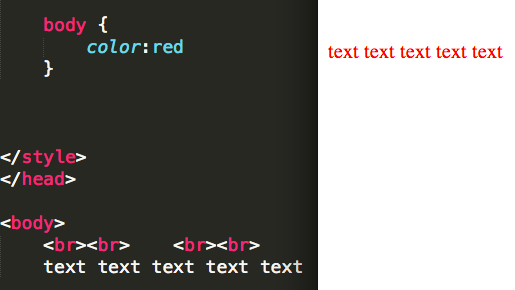 body {
color:red
}
</style>
</head>
<body>
<br><br> <br><br>
text text text text text
text text text text text